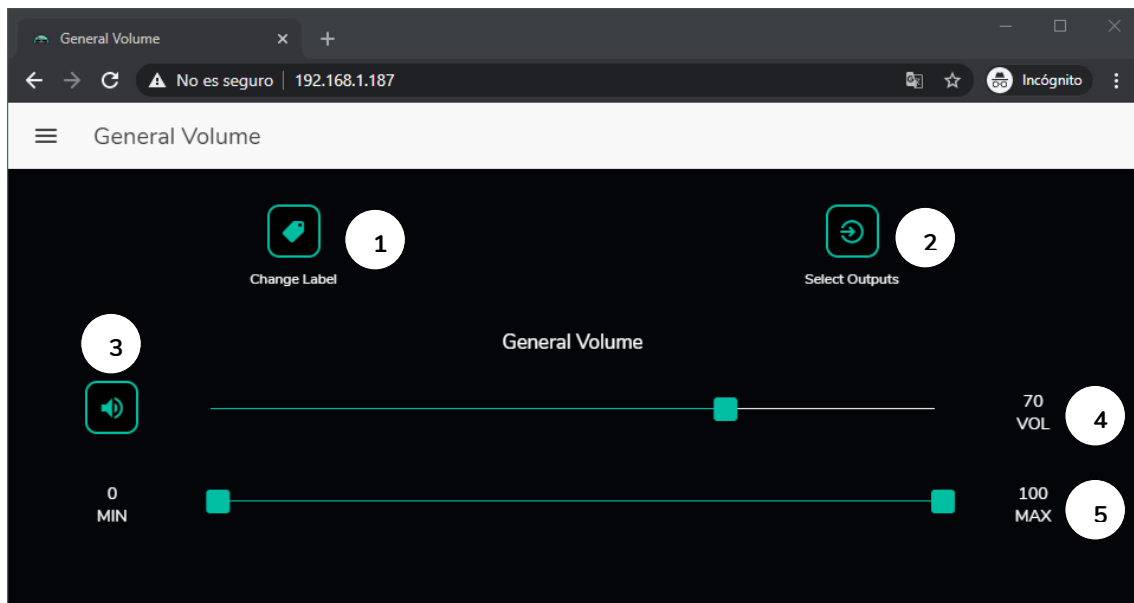 General Volume
No es seguro 192.168.1.187
Incógnito
General Volume
1
2
Change Label
Select Outputs
3
General Volume
70
VOL
4
0
MIN
100
MAX
5